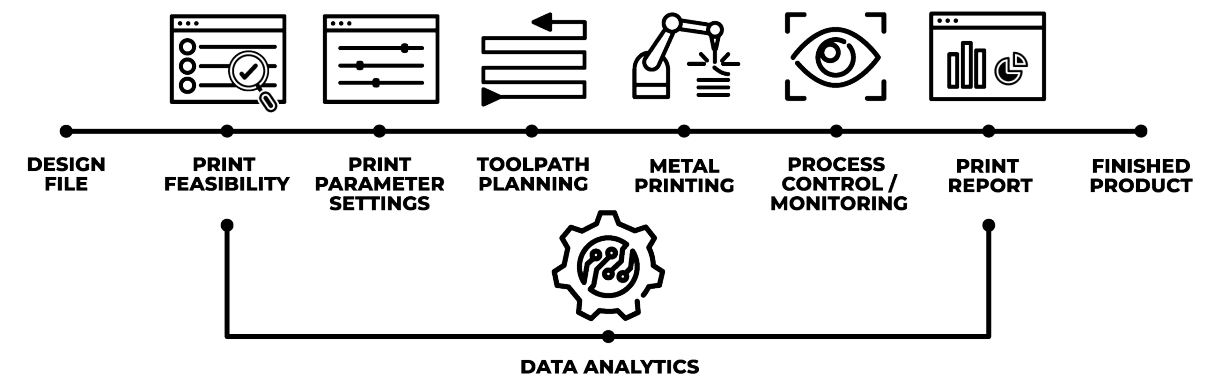 DESIGN
FILE
PRINT
FEASIBILITY
PRINT
PARAMETER
SETTINGS
TOOLPATH
PLANNING
METAL
PRINTING
PROCESS
CONTROL /
MONITORING
PRINT
REPORT
FINISHED
PRODUCT
DATA ANALYTICS